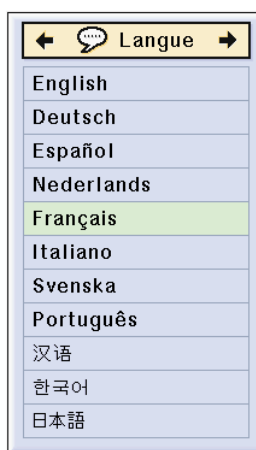 Langue
English
Deutsch
Español
Nederlands
Français
Italiano
Svenska
Português
汉语
한국어
日本語